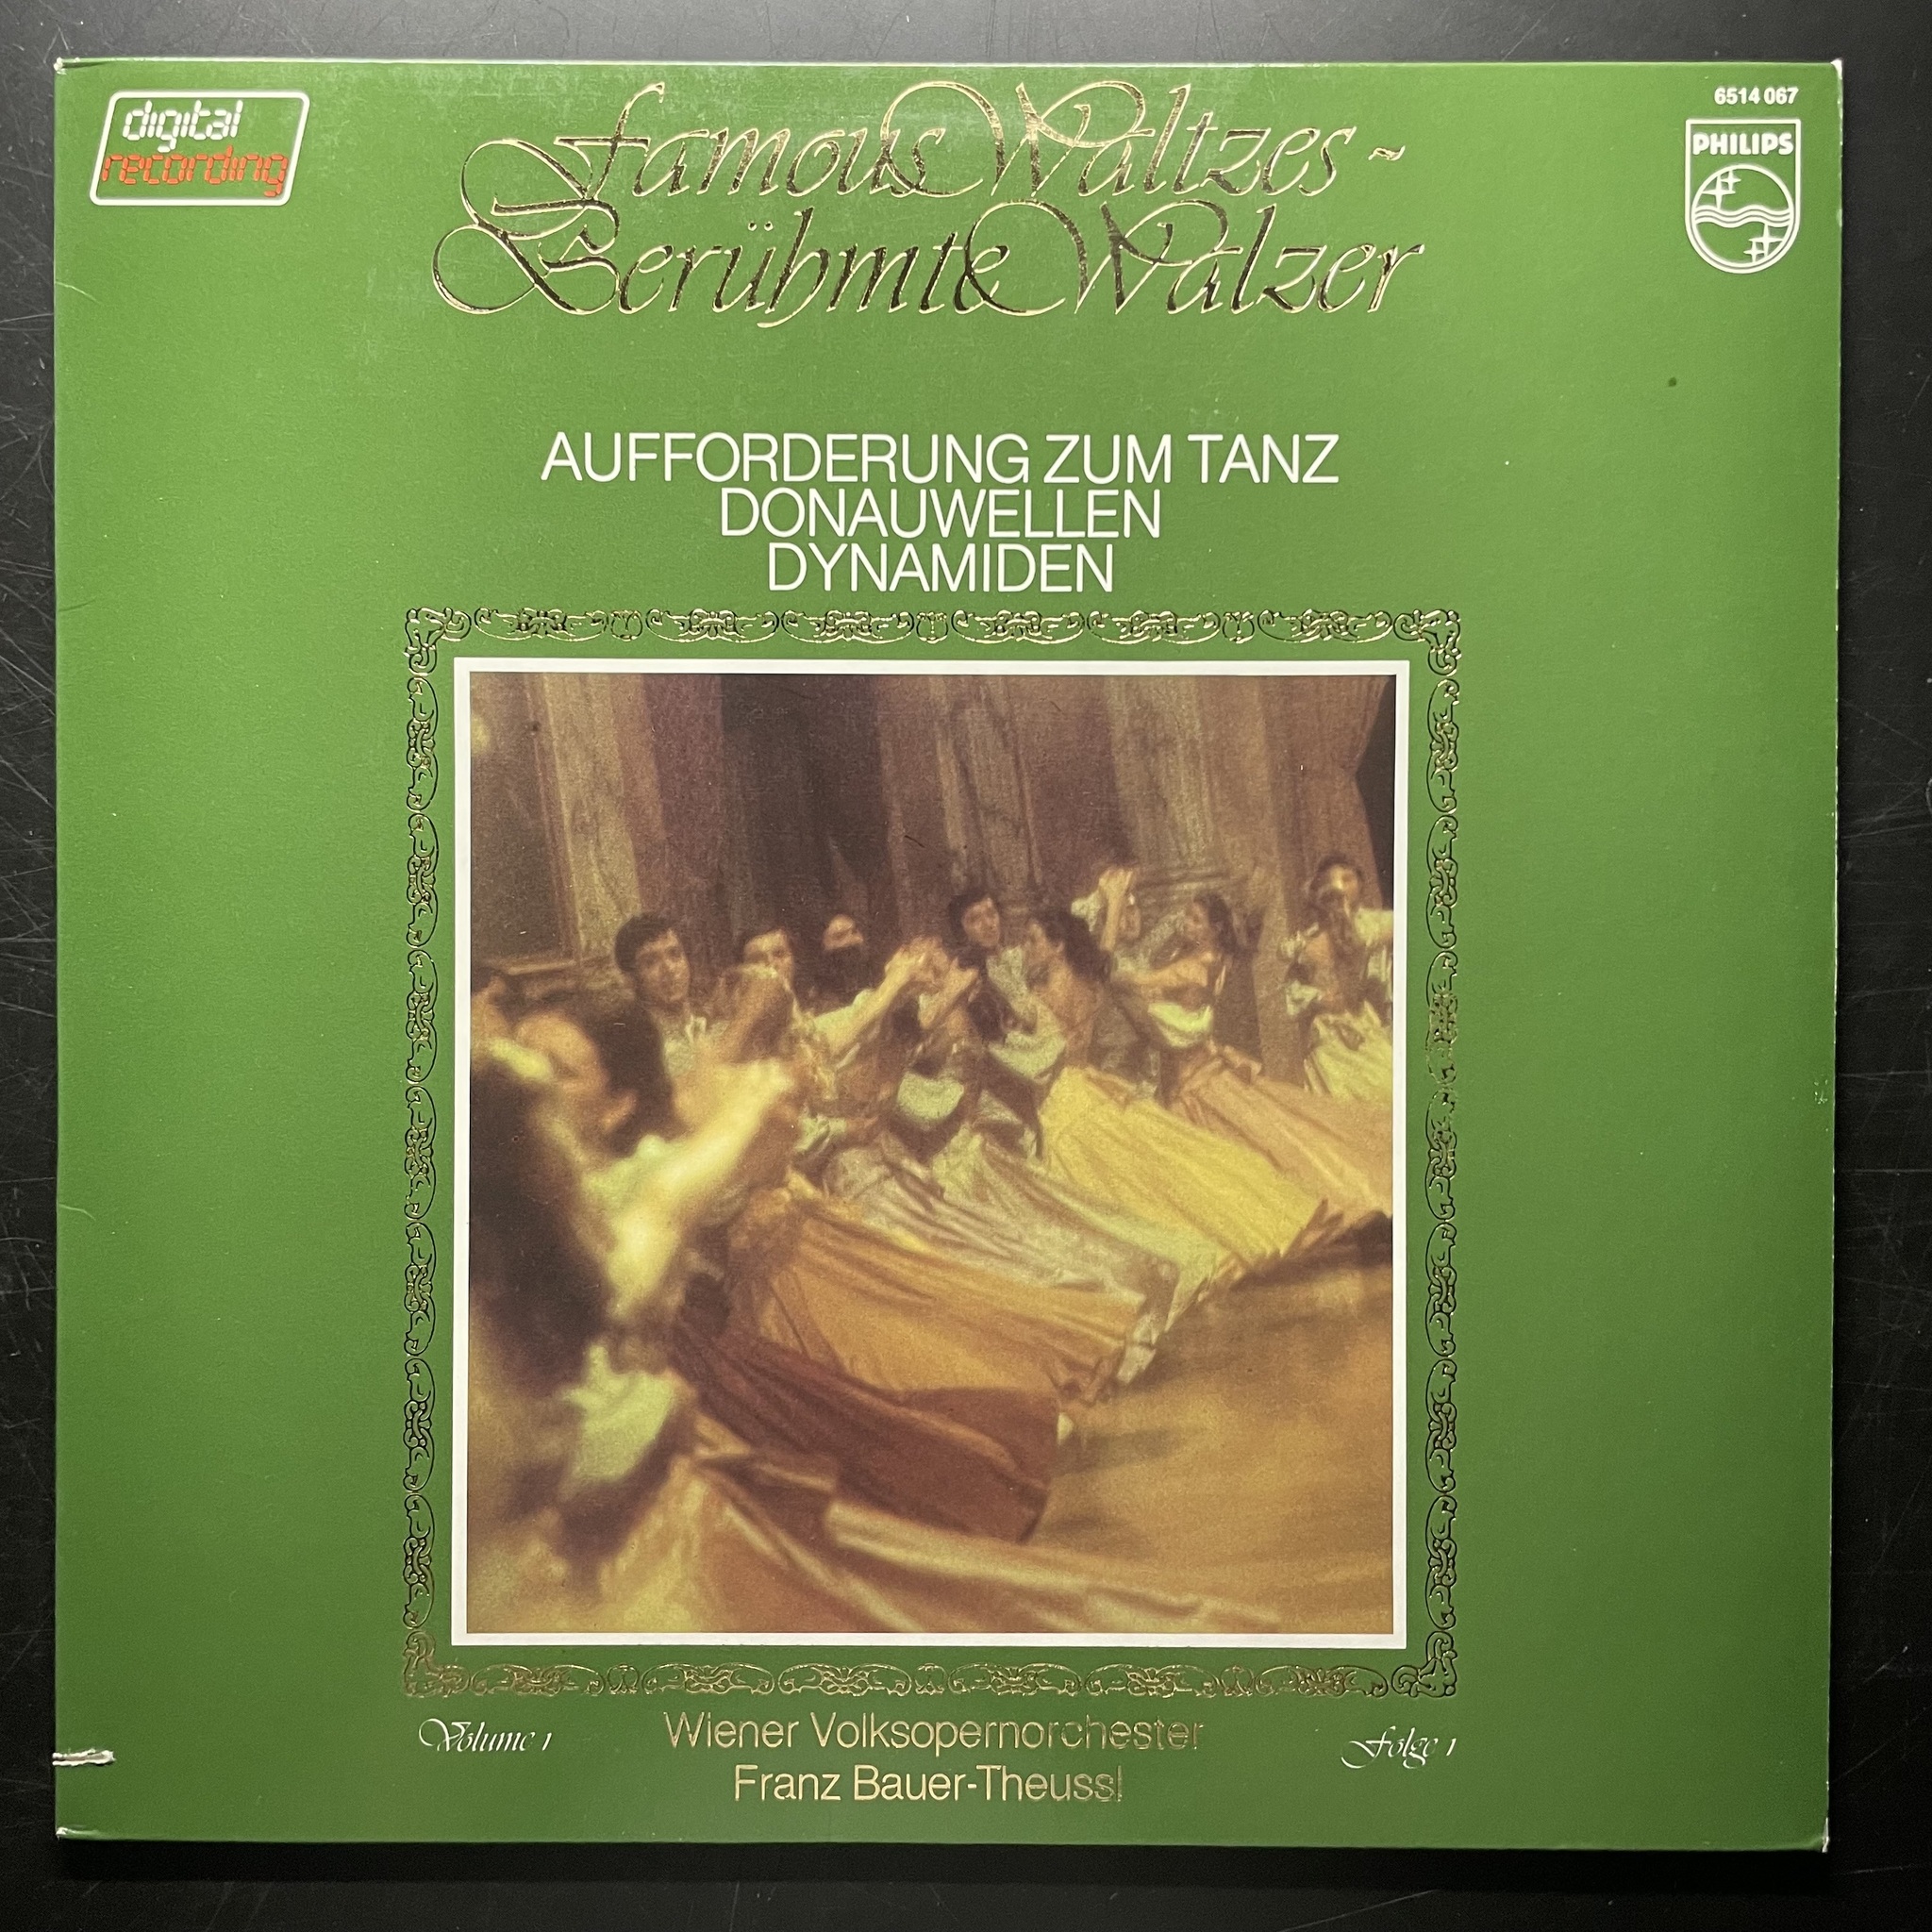 digital
recording
Famous Waltzes ~
Berühmte Walzer
6514 067
PHILIPS
AUFFORDERUNG ZUM TANZ
DONAUWELLEN
DYNAMIDEN
Volume 1
Wiener Volksopernorchester
Franz Bauer-Theussl
Folge 1